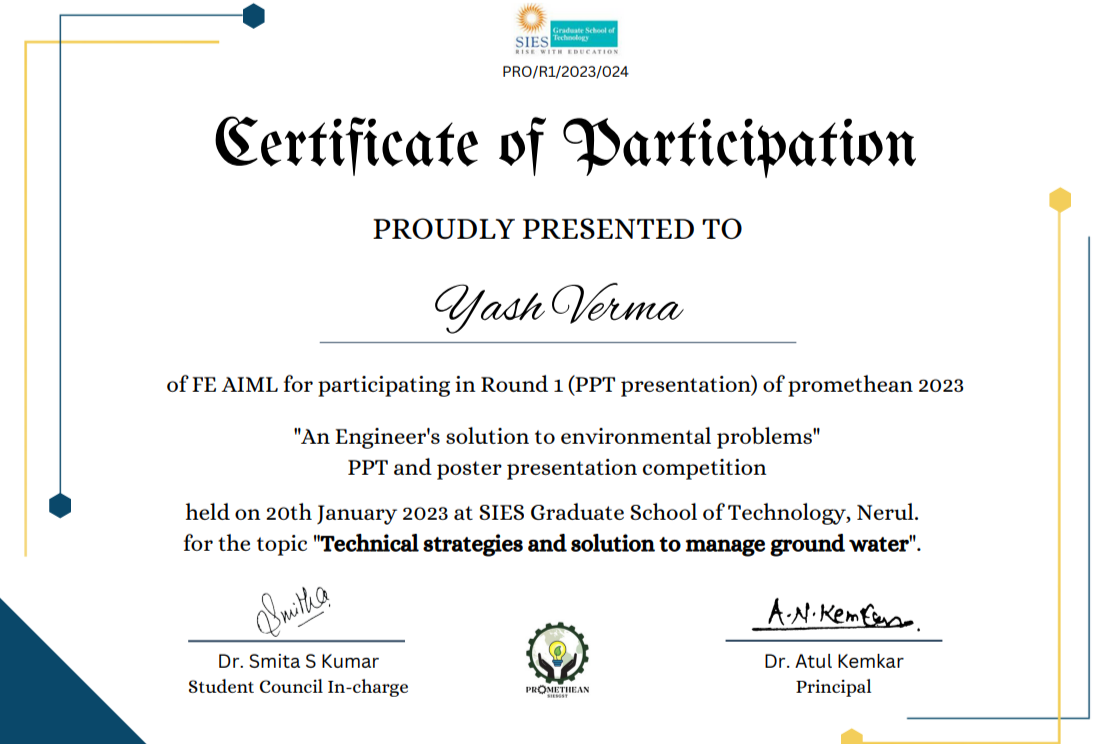 SIES
Graduate School of
Technology
RISE WITH EDUCATION
PRO/R1/2023/024
Certificate of Participation
PROUDLY PRESENTED TO
Yash Verma
of FE AIML for participating in Round 1 (PPT presentation) of promethean 2023
"An Engineer's solution to environmental problems"
PPT and poster presentation competition
held on 20th January 2023 at SIES Graduate School of Technology, Nerul.
for the topic "Technical strategies and solution to manage ground water".
Smitha
A.N.Kemkar
Dr. Smita S Kumar
Dr. Atul Kemkar
Student Council In-charge
Principal
PROMETHEAN
SIESGST